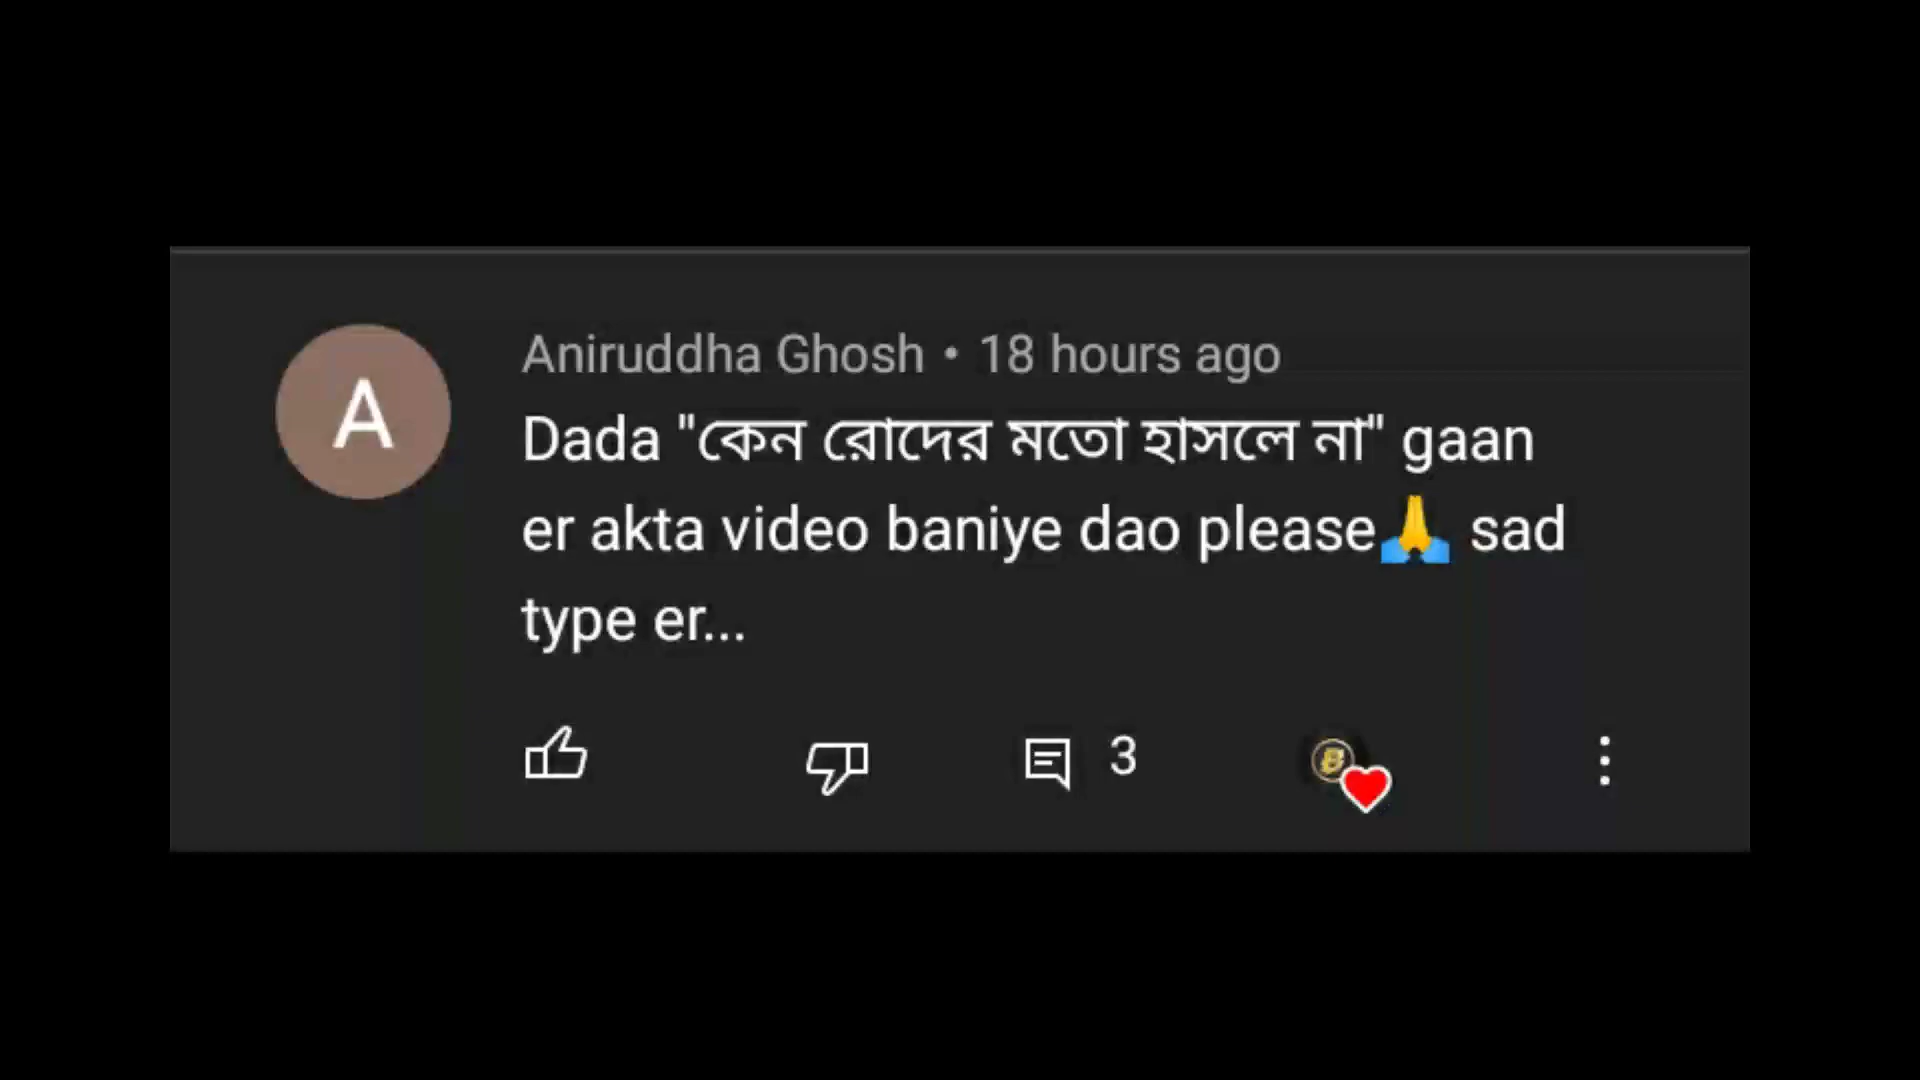 A
Aniruddha Ghosh • 18 hours ago
Dada "কেন রোদের মতো হাসলে না" gaan
er akta video baniye dao please🙏 sad
type er...
3